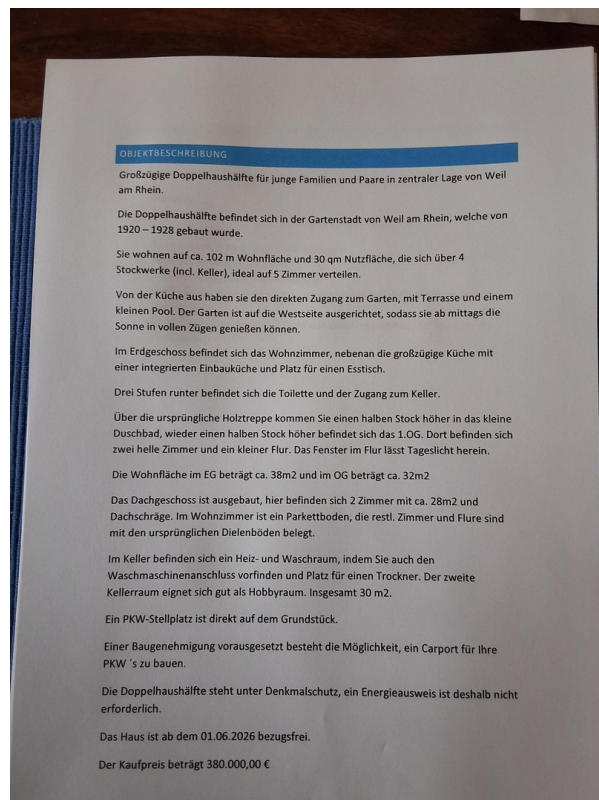 OBJEKTBESCHREIBUNG
Großzügige Doppelhaushälfte für junge Familien und Paare in zentraler Lage von Weil
am Rhein.
Die Doppelhaushälfte befindet sich in der Gartenstadt von Weil am Rhein, welche von
1920 – 1928 gebaut wurde.
Sie wohnen auf ca. 102 m Wohnfläche und 30 qm Nutzfläche, die sich über 4
Stockwerke (incl. Keller), ideal auf 5 Zimmer verteilen.
Von der Küche aus haben sie den direkten Zugang zum Garten, mit Terrasse und einem
kleinen Pool. Der Garten ist auf die Westseite ausgerichtet, sodass sie ab mittags die
Sonne in vollen Zügen genießen können.
Im Erdgeschoss befindet sich das Wohnzimmer, nebenan die großzügige Küche mit
einer integrierten Einbauküche und Platz für einen Esstisch.
Drei Stufen runter befindet sich die Toilette und der Zugang zum Keller.
Über die ursprüngliche Holztreppe kommen Sie einen halben Stock höher in das kleine
Duschbad, wieder einen halben Stock höher befindet sich das 1.OG. Dort befinden sich
zwei helle Zimmer und ein kleiner Flur. Das Fenster im Flur lässt Tageslicht herein.
Die Wohnfläche im EG beträgt ca. 38m2 und im OG beträgt ca. 32m2
Das Dachgeschoss ist ausgebaut, hier befinden sich 2 Zimmer mit ca. 28m2 und
Dachschräge. Im Wohnzimmer ist ein Parkettboden, die restl. Zimmer und Flure sind
mit den ursprünglichen Dielenböden belegt.
Im Keller befinden sich ein Heiz- und Waschraum, indem Sie auch den
Waschmaschinenanschluss vorfinden und Platz für einen Trockner. Der zweite
Kellerraum eignet sich gut als Hobbyraum. Insgesamt 30 m2.
Ein PKW-Stellplatz ist direkt auf dem Grundstück.
Einer Baugenehmigung vorausgesetzt besteht die Möglichkeit, ein Carport für Ihre
PKW ´s zu bauen.
Die Doppelhaushälfte steht unter Denkmalschutz, ein Energieausweis ist deshalb nicht
erforderlich.
Das Haus ist ab dem 01.06.2026 bezugsfrei.
Der Kaufpreis beträgt 380.000,00 €